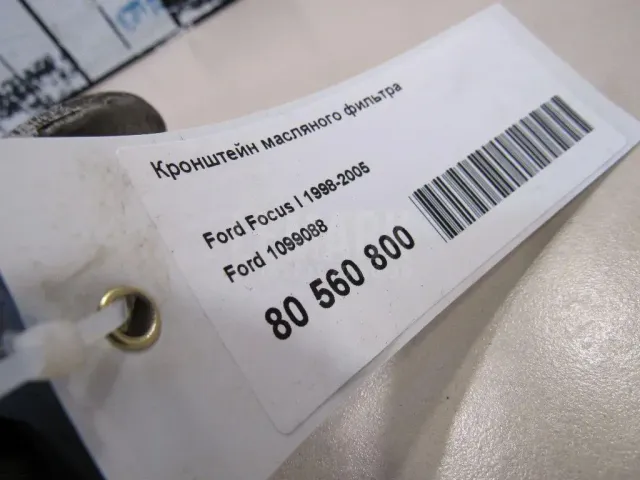 Кронштейн масляного фильтра
Ford Focus I 1998-2005
Ford 1099088
80 560 800